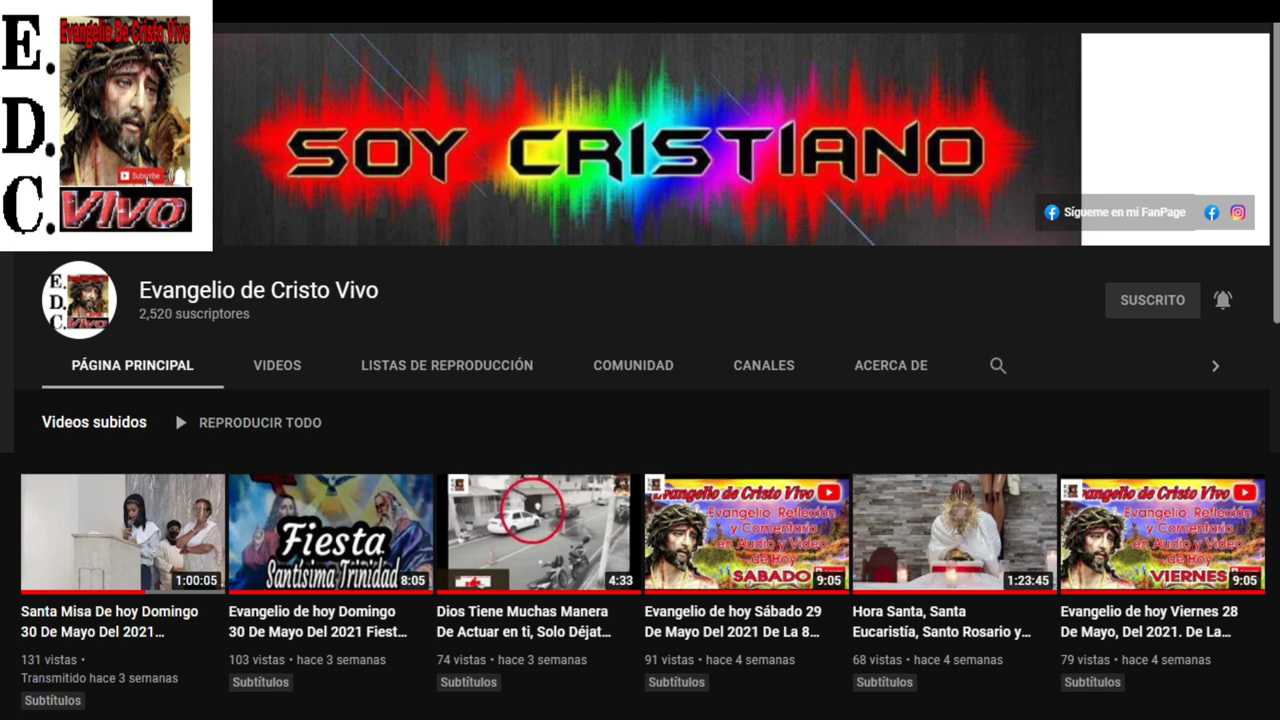 E.
D.
C.
Evangelio De Cristo Vivo
Subscribe
Vivo
SOY CRISTIANO
Sígueme en mi FanPage
E.
D.
C.
Vivo
Evangelio de Cristo Vivo
2,520 suscriptores
SUSCRITO
PÁGINA PRINCIPAL
VIDEOS
LISTAS DE REPRODUCCIÓN
COMUNIDAD
CANALES
ACERCA DE
Videos subidos
REPRODUCIR TODO
1:00:05
Santa Misa De hoy Domingo
30 De Mayo Del 2021...
131 vistas •
Transmitido hace 3 semanas
Subtítulos
Fiesta
Santísima Trinidad
8:05
Evangelio de hoy Domingo
30 De Mayo Del 2021 Fiest...
103 vistas • hace 3 semanas
Subtítulos
4:33
Dios Tiene Muchas Manera
De Actuar en ti, Solo Déjat...
74 vistas • hace 3 semanas
Subtítulos
Evangelio de Cristo Vivo
Evangelio, Reflexión
y Comentario
en Audio y Video
de Hoy
SABADO
9:05
Evangelio de hoy Sábado 29
De Mayo Del 2021 De La 8...
91 vistas • hace 4 semanas
Subtítulos
1:23:45
Hora Santa, Santa
Eucaristía, Santo Rosario y...
68 vistas • hace 4 semanas
Subtítulos
Evangelio de Cristo Vivo
Evangelio, Reflexión
y Comentario
en Audio y Video
de Hoy
VIERNES
9:05
Evangelio de hoy Viernes 28
De Mayo, Del 2021. De La...
79 vistas • hace 4 semanas
Subtítulos